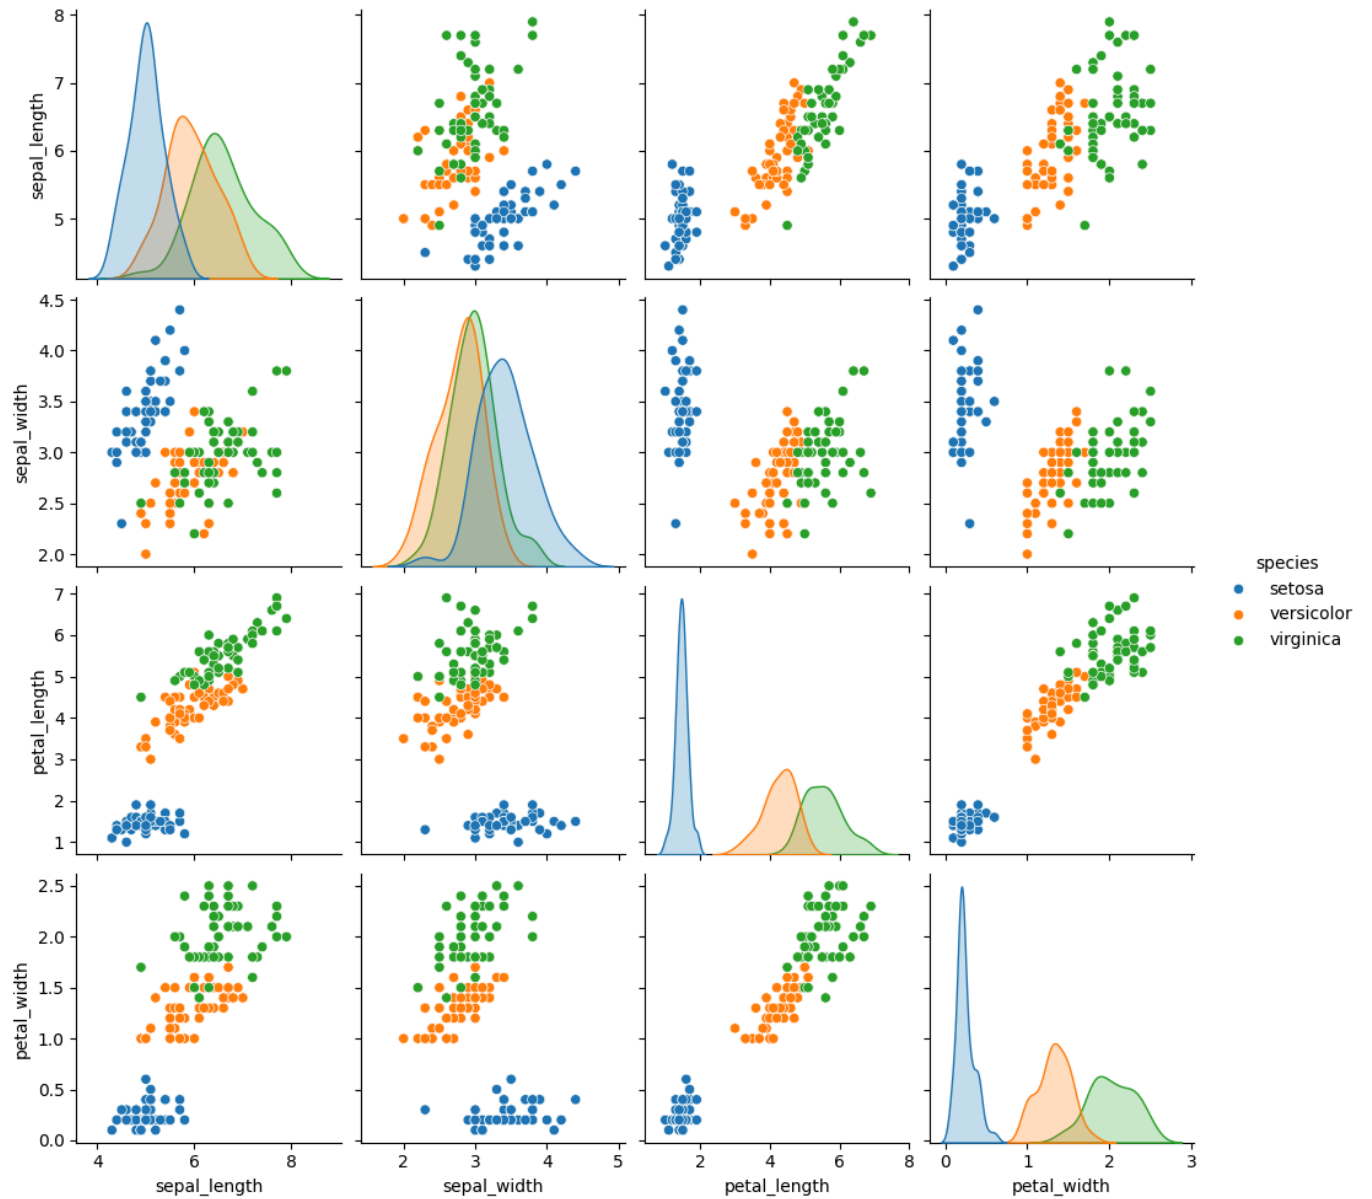 8
7
6
5
sepal_length
4.5
4.0
3.5
3.0
2.5
2.0
sepal_width
7
6
5
4
3
2
1
petal_length
2.5
2.0
1.5
1.0
0.5
0.0
petal_width
4 6 8
sepal_length
2 3 4 5
sepal_width
2 4 6 8
petal_length
0 1 2 3
petal_width
species
setosa
versicolor
virginica